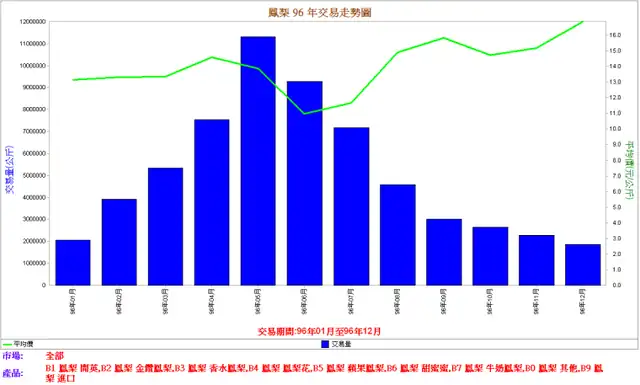 鳳梨 96 年交易走勢圖
12000000
11000000
10000000
9000000
8000000
7000000
6000000
5000000
4000000
3000000
2000000
1000000
0
交易量(公斤)
16.0
15.0
14.0
13.0
12.0
11.0
10.0
9.0
8.0
7.0
6.0
5.0
4.0
3.0
2.0
1.0
0.0
平均價(元/公斤)
96年01月
96年02月
96年03月
96年04月
96年05月
96年06月
96年07月
96年08月
96年09月
96年10月
96年11月
96年12月
交易期間:96年01月至96年12月
平均價 交易量
市場: 全部
產品: B1 鳳梨 開英,B2 鳳梨 金鑽鳳梨,B3 鳳梨 香水鳳梨,B4 鳳梨 鳳梨花,B5 鳳梨 蘋果鳳梨,B6 鳳梨 甜蜜蜜,B7 鳳梨 牛奶鳳梨,B0 鳳梨 其他,B9 鳳
梨 進口